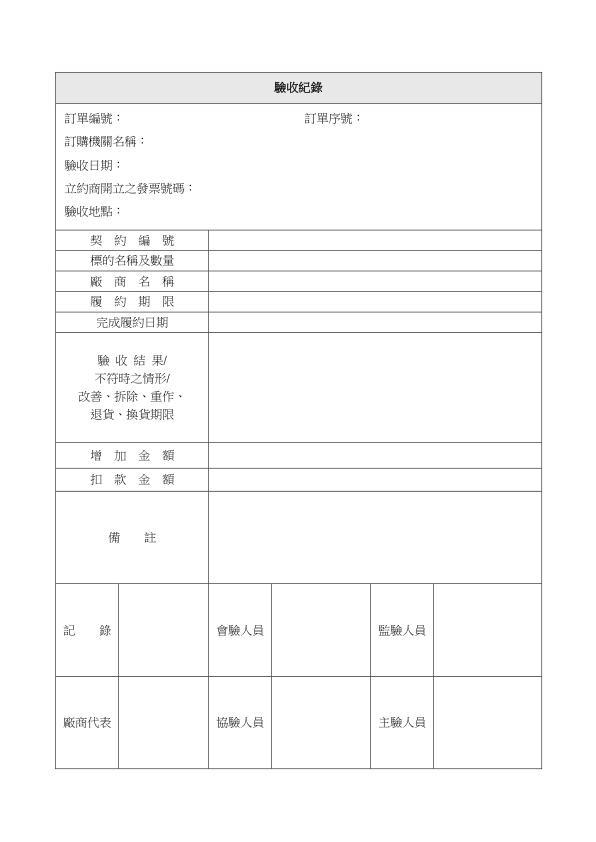 驗收紀錄
訂單編號： 訂單序號：
訂購機關名稱：
驗收日期：
立約商開立之發票號碼：
驗收地點：
契約編號
標的名稱及數量
廠商名稱
履約期限
完成履約日期
驗收結果/
不符時之情形/
改善、拆除、重作、
退貨、換貨期限
增加金額
扣款金額
備註
記錄 會驗人員 監驗人員
廠商代表 協驗人員 主驗人員